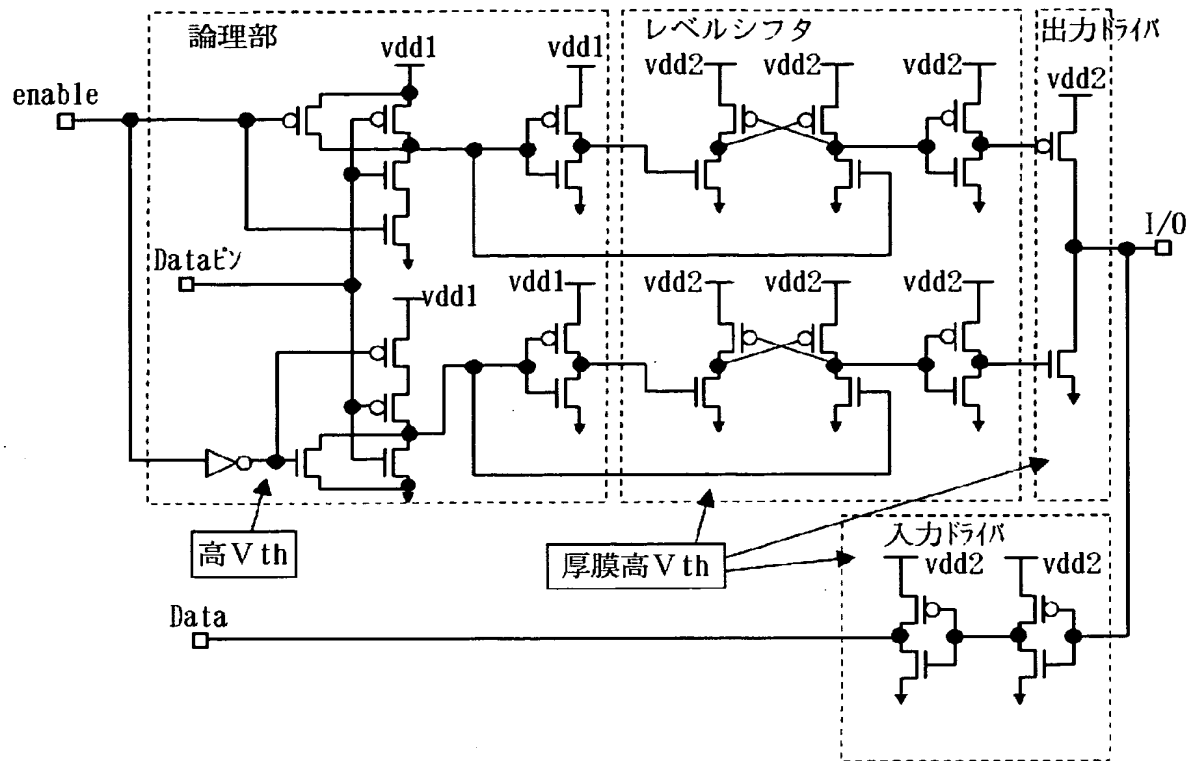 論理部
レベルシフタ
出力ドライバ
vdd1
vdd1
vdd2
vdd2
vdd2
vdd2
enable
I/O
Dataピン
vdd1
vdd1
vdd2
vdd2
vdd2
高Vth
厚膜高Vth
入力ドライバ
vdd2
vdd2
Data